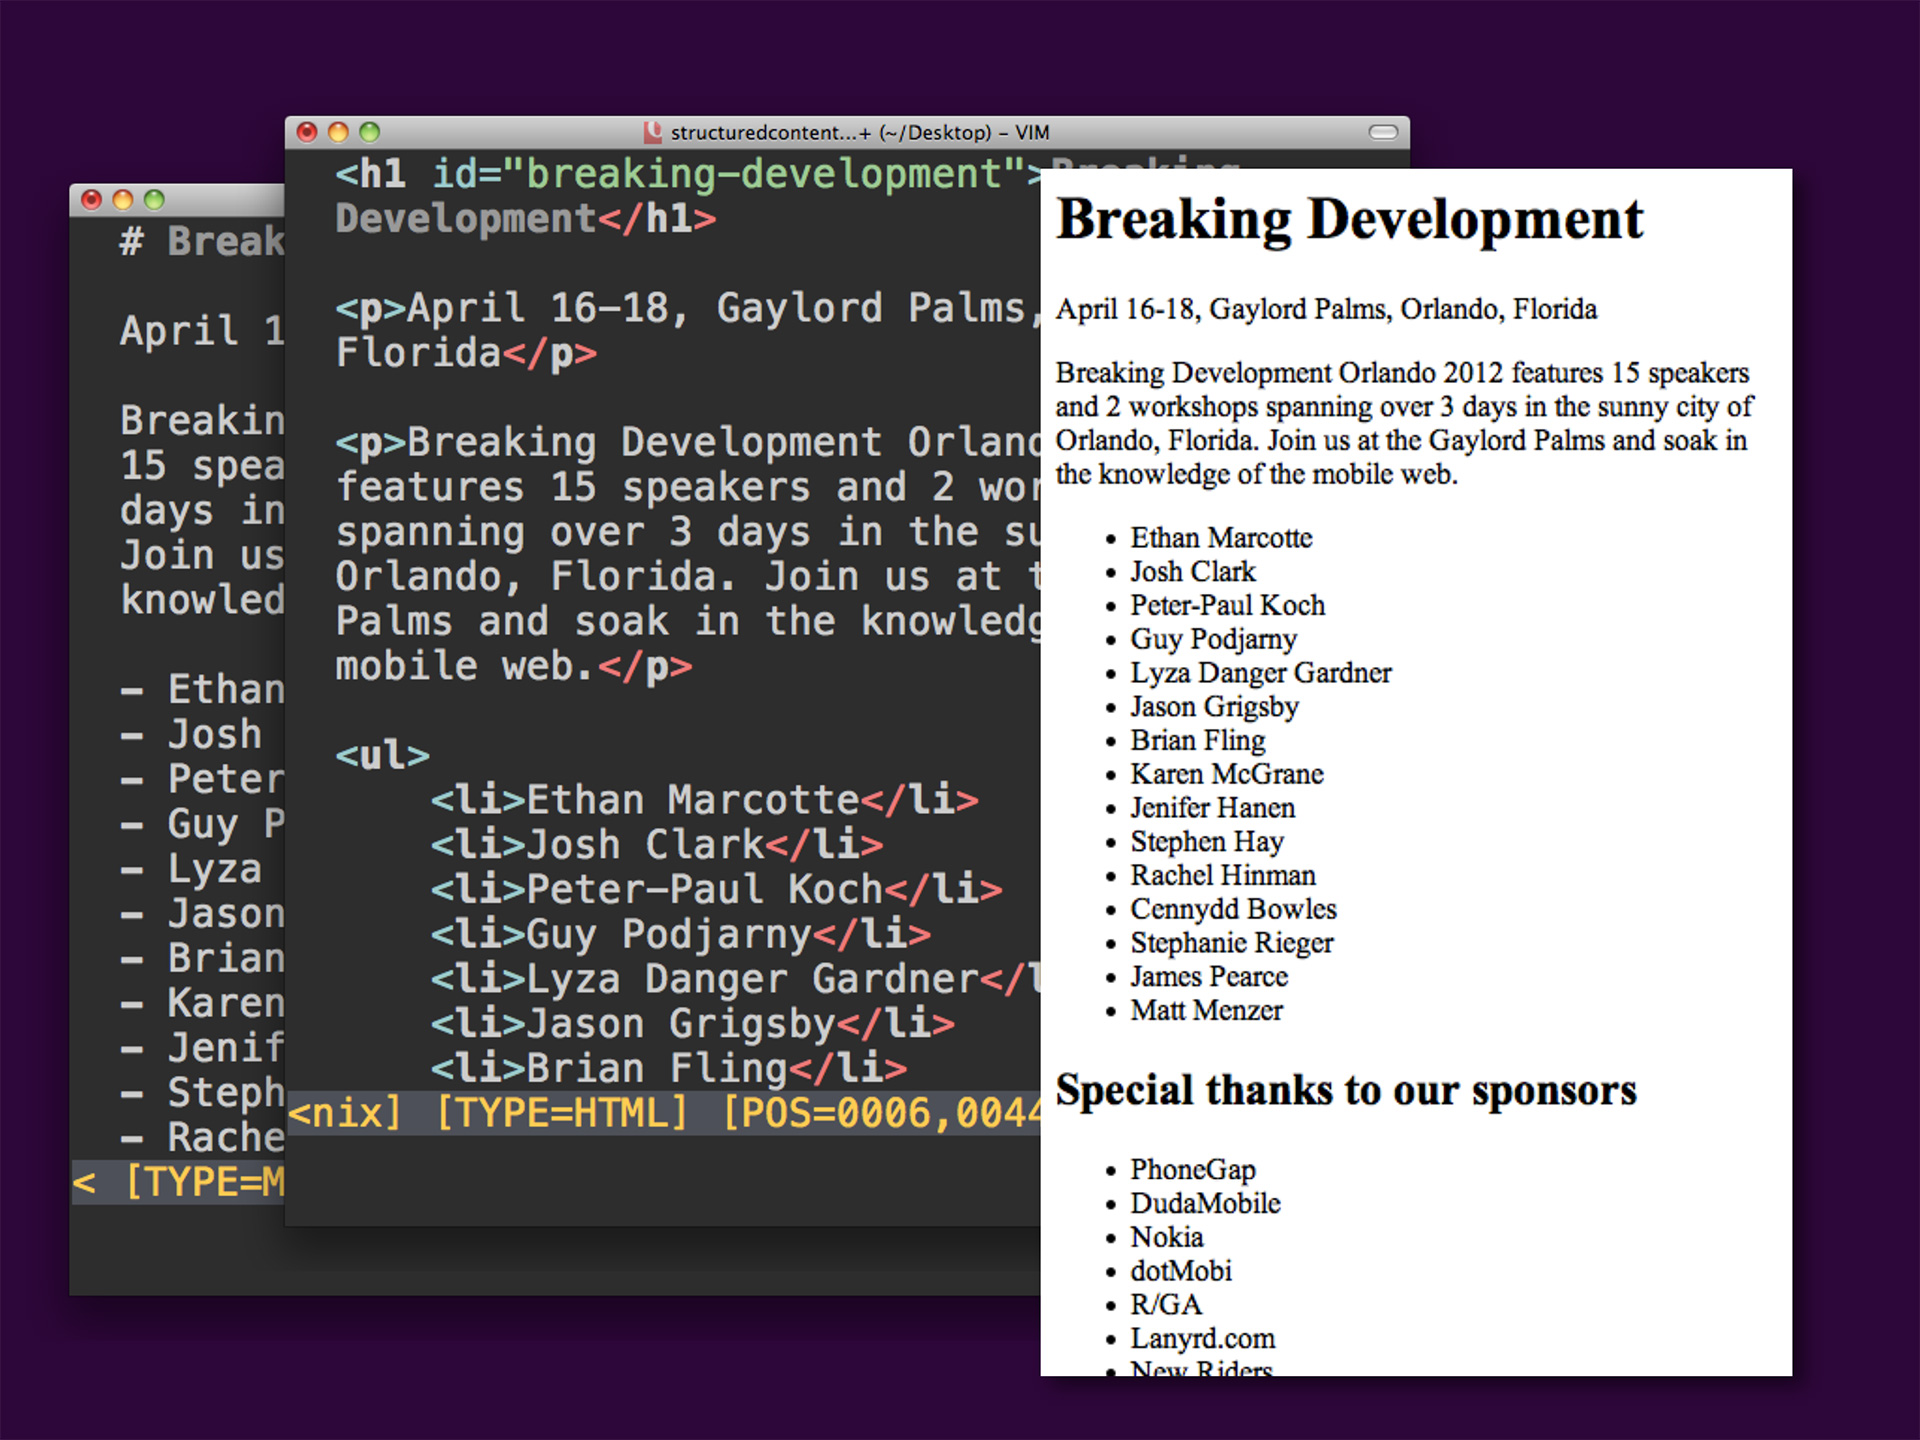 # Break
April 1
Breakin
15 spea
days in
Join us
knowled
- Ethan
- Josh
- Peter
- Guy P
- Lyza
- Jason
- Brian
- Karen
- Jenif
- Steph
- Rache
< [TYPE=M
structuredcontent...+ (~/Desktop) – VIM
<h1 id="breaking-development">Breaking
Development</h1>
<p>April 16-18, Gaylord Palms,
Florida</p>
<p>Breaking Development Orland
features 15 speakers and 2 wor
spanning over 3 days in the su
Orlando, Florida. Join us at t
Palms and soak in the knowledg
mobile web.</p>
<ul>
<li>Ethan Marcotte</li>
<li>Josh Clark</li>
<li>Peter-Paul Koch</li>
<li>Guy Podjarny</li>
<li>Lyza Danger Gardner</l
<li>Jason Grigsby</li>
<li>Brian Fling</li>
<nix] [TYPE=HTML] [POS=0006,0044
Breaking Development
April 16-18, Gaylord Palms, Orlando, Florida
Breaking Development Orlando 2012 features 15 speakers
and 2 workshops spanning over 3 days in the sunny city of
Orlando, Florida. Join us at the Gaylord Palms and soak in
the knowledge of the mobile web.
• Ethan Marcotte
• Josh Clark
• Peter-Paul Koch
• Guy Podjarny
• Lyza Danger Gardner
• Jason Grigsby
• Brian Fling
• Karen McGrane
• Jenifer Hanen
• Stephen Hay
• Rachel Hinman
• Cennydd Bowles
• Stephanie Rieger
• James Pearce
• Matt Menzer
Special thanks to our sponsors
• PhoneGap
• DudaMobile
• Nokia
• dotMobi
• R/GA
• Lanyrd.com
• New Riders